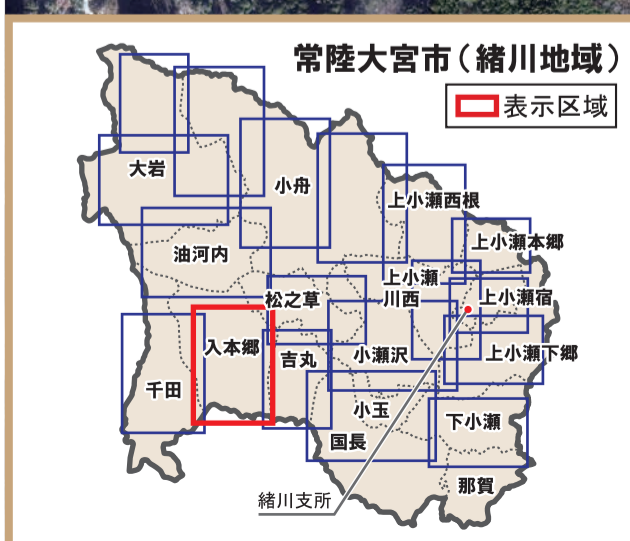 常陸大宮市（緒川地域）
表示区域
大岩
小舟
上小瀬西根
上小瀬本郷
油河内
上小瀬
川西
上小瀬宿
松之草
入本郷
吉丸
小瀬沢
上小瀬下郷
千田
小玉
下小瀬
国長
那賀
緒川支所